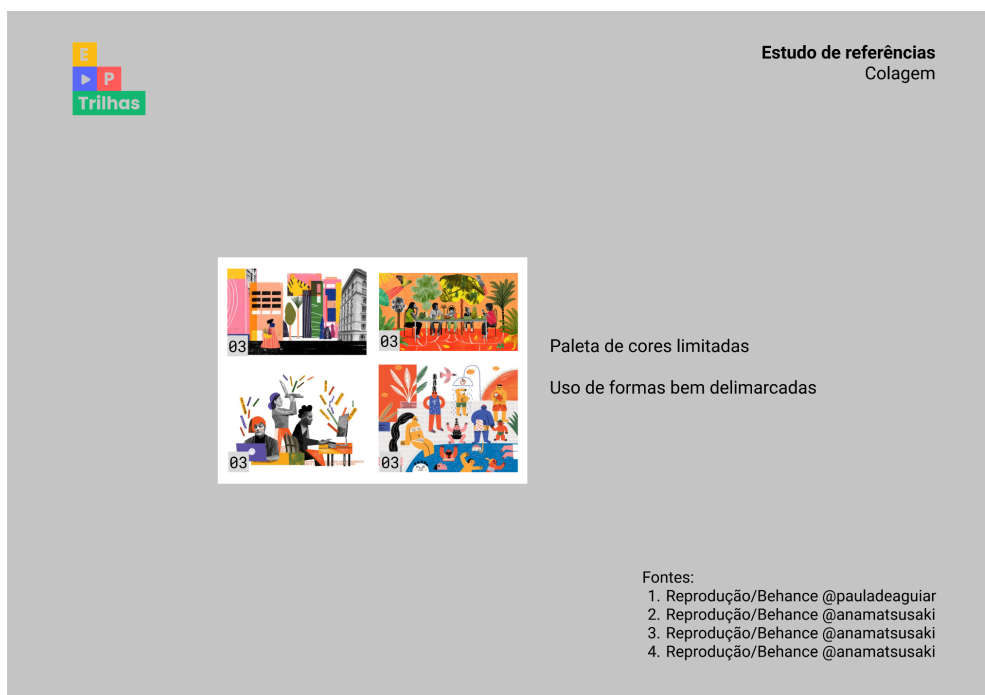 E
P
Trilhas
Estudo de referências
Colagem
03
03
03
03
Paleta de cores limitadas
Uso de formas bem delimarcadas
Fontes:
1. Reprodução/Behance @pauladeaguiar
2. Reprodução/Behance @anamatsusaki
3. Reprodução/Behance @anamatsusaki
4. Reprodução/Behance @anamatsusaki